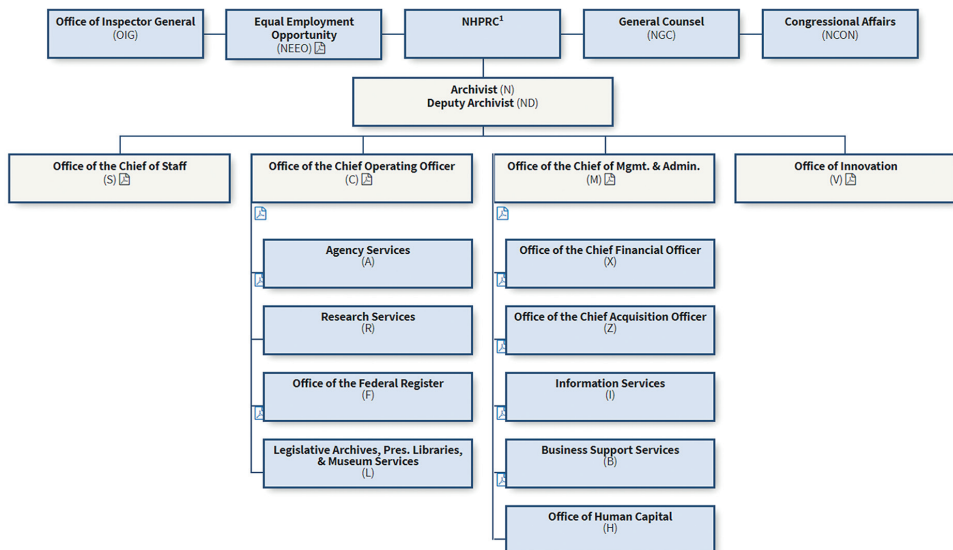 Office of Inspector General
(OIG)
Equal Employment
Opportunity
(NEEO)
NHPRC¹
General Counsel
(NGC)
Congressional Affairs
(NCON)
Archivist (N)
Deputy Archivist (ND)
Office of the Chief of Staff
(S)
Office of the Chief Operating Officer
(C)
Office of the Chief of Mgmt. & Admin.
(M)
Office of Innovation
(V)
Agency Services
(A)
Research Services
(R)
Office of the Federal Register
(F)
Legislative Archives, Pres. Libraries,
& Museum Services
(L)
Office of the Chief Financial Officer
(X)
Office of the Chief Acquisition Officer
(Z)
Information Services
(I)
Business Support Services
(B)
Office of Human Capital
(H)